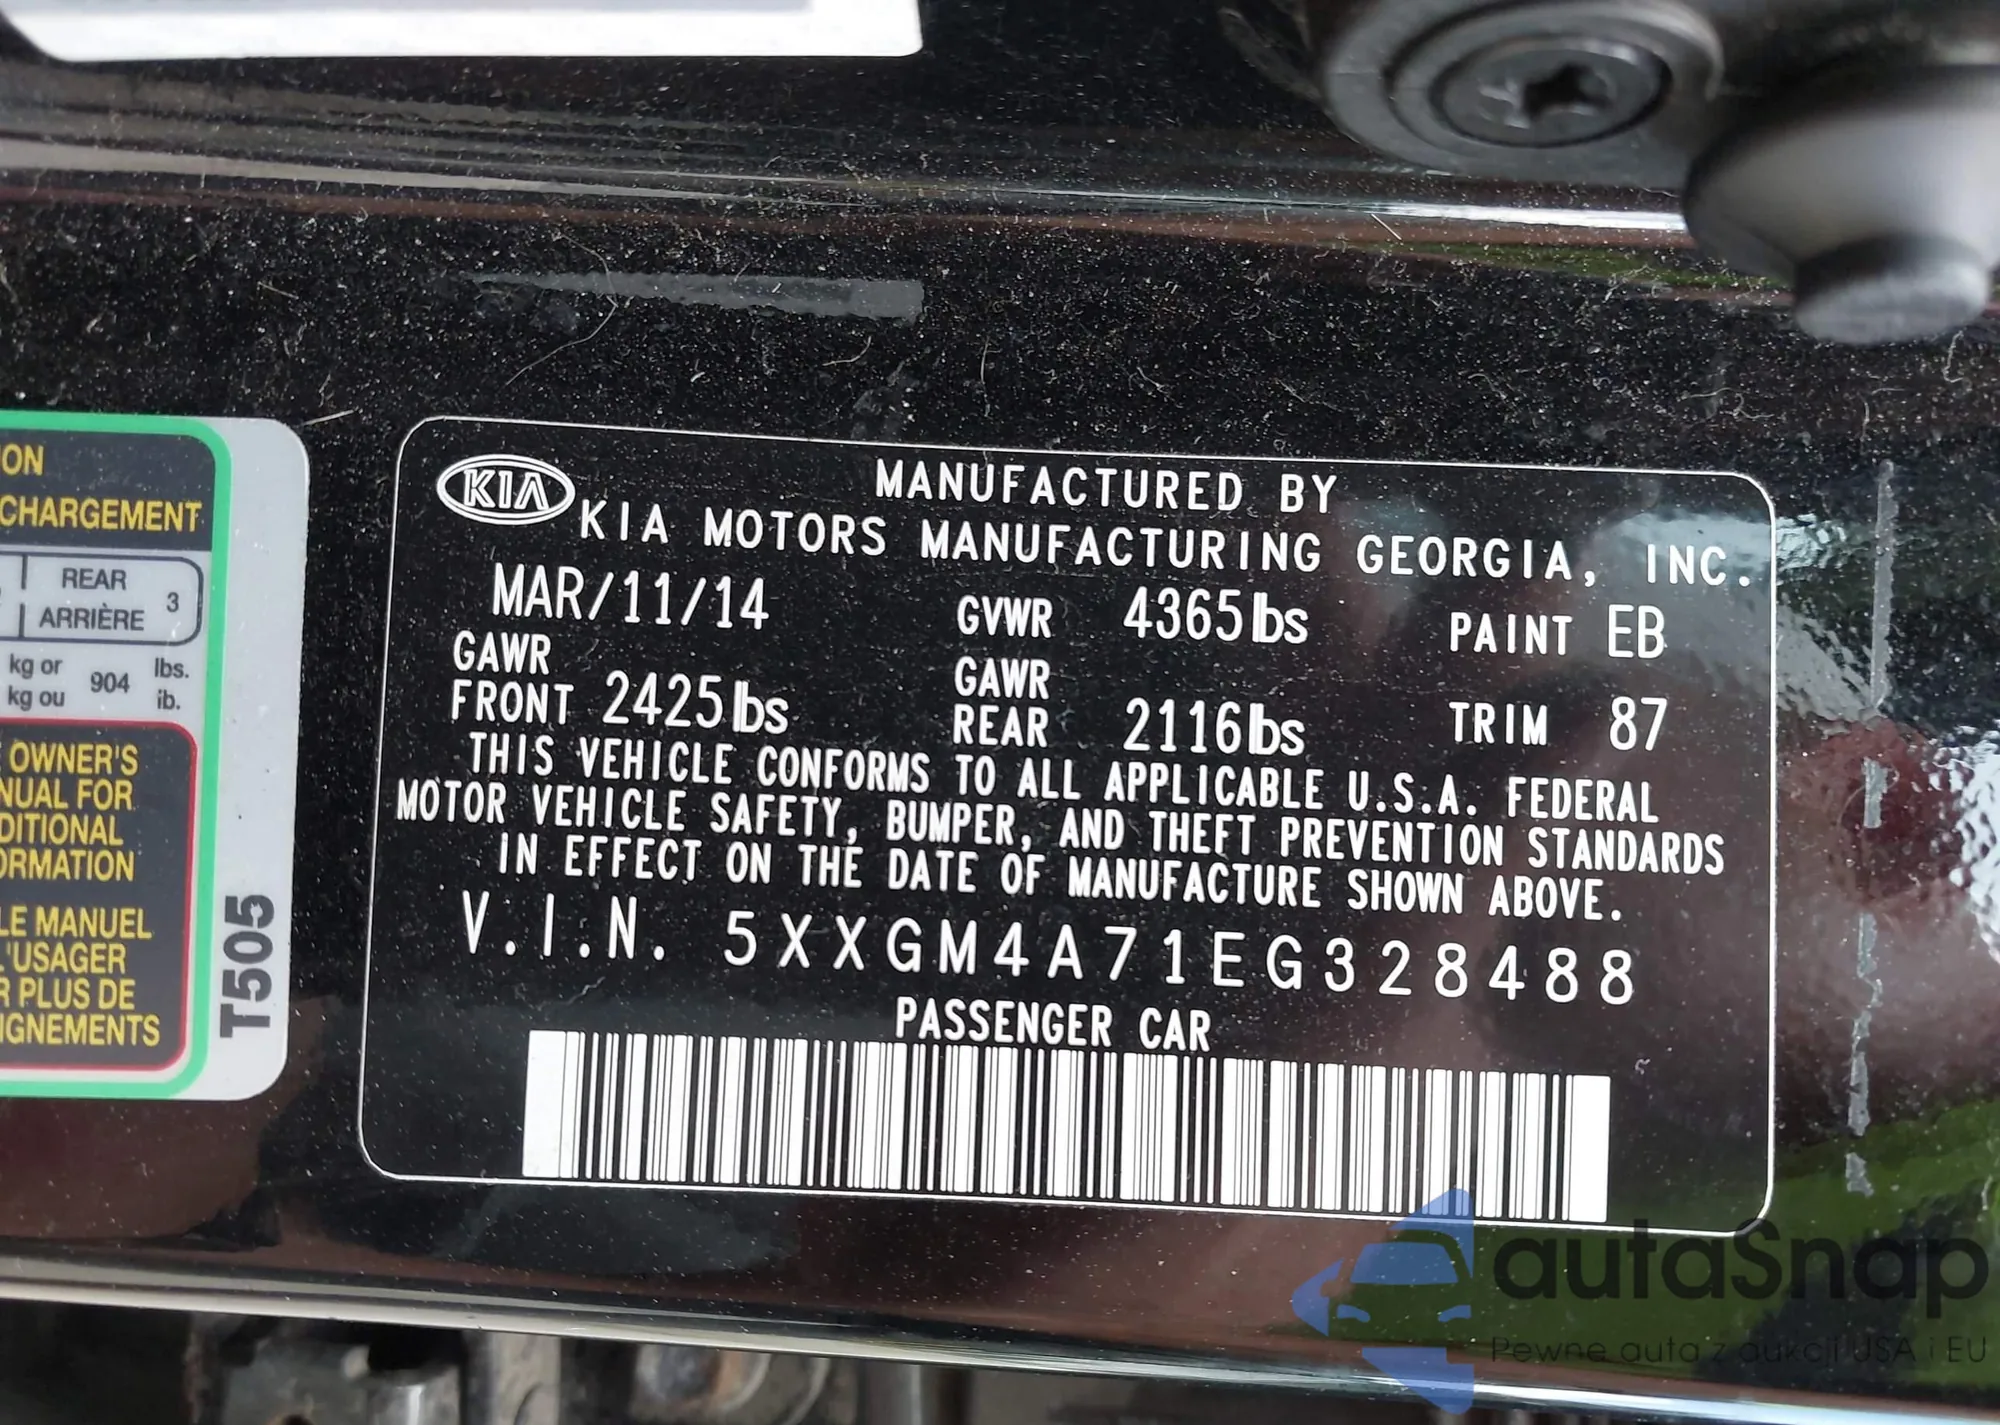 ION
CHARGEMENT
REAR
ARRIÈRE
3
kg or
kg ou
904
lbs.
ib.
OWNER'S
NUAL FOR
DITIONAL
ORMATION
LE MANUEL
L'USAGER
R PLUS DE
IGNEMENTS
T505
KIA
MANUFACTURED BY
KIA MOTORS MANUFACTURING GEORGIA, INC.
MAR/11/14 GVWR 4365lbs PAINT EB
GAWR
FRONT 2425lbs
GAWR
REAR 2116lbs
TRIM 87
THIS VEHICLE CONFORMS TO ALL APPLICABLE U.S.A. FEDERAL
MOTOR VEHICLE SAFETY, BUMPER, AND THEFT PREVENTION STANDARDS
IN EFFECT ON THE DATE OF MANUFACTURE SHOWN ABOVE.
V.I.N. 5XXGM4A71EG328488
PASSENGER CAR
autaSnap
Pewne auta z aukcji USA i EU